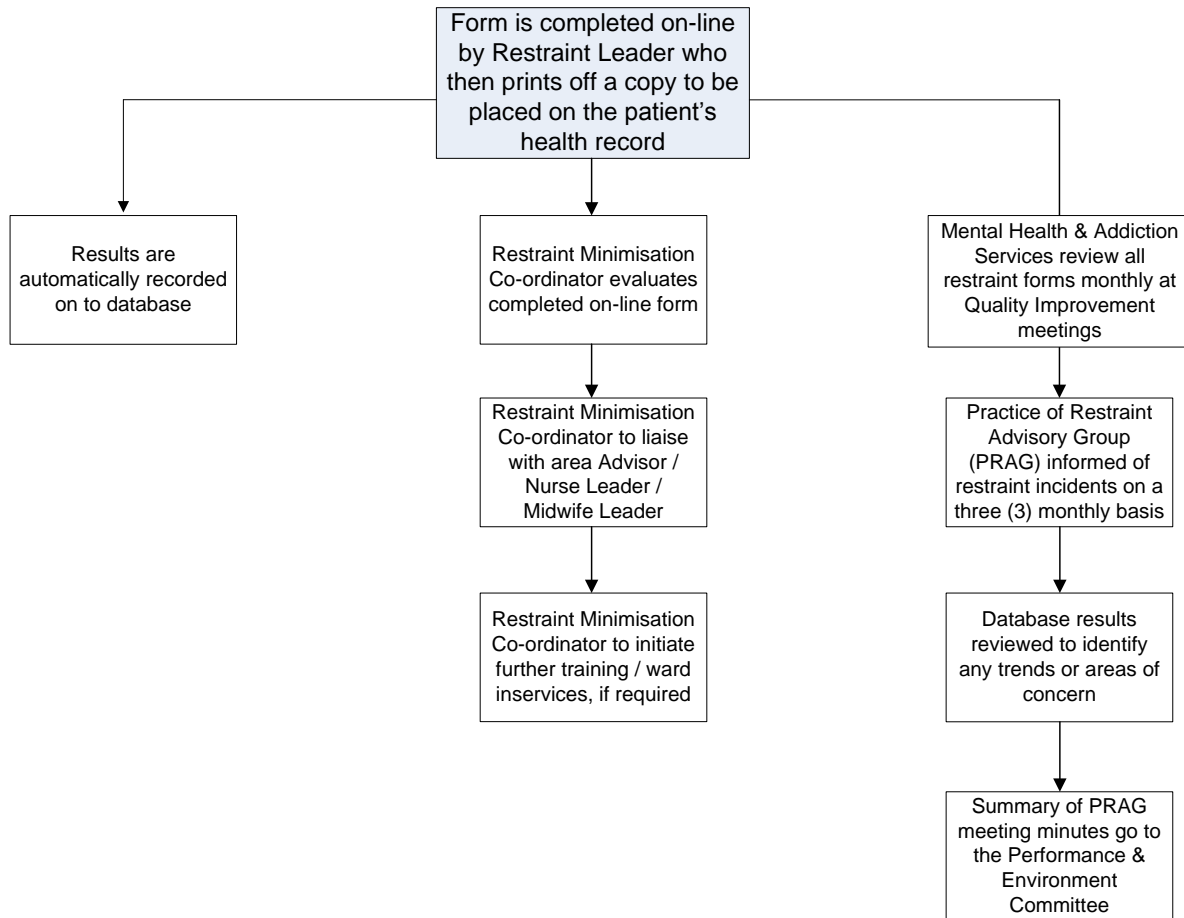 Form is completed on-line
by Restraint Leader who
then prints off a copy to be
placed on the patient's
health record
Results are
automatically recorded
on to database
Restraint Minimisation
Co-ordinator evaluates
completed on-line form
Mental Health & Addiction
Services review all
restraint forms monthly at
Quality Improvement
meetings
Restraint Minimisation
Co-ordinator to liaise
with area Advisor /
Nurse Leader /
Midwife Leader
Practice of Restraint
Advisory Group
(PRAG) informed of
restraint incidents on a
three (3) monthly basis
Restraint Minimisation
Co-ordinator to initiate
further training / ward
inservices, if required
Database results
reviewed to identify
any trends or areas of
concern
Summary of PRAG
meeting minutes go to
the Performance &
Environment
Committee